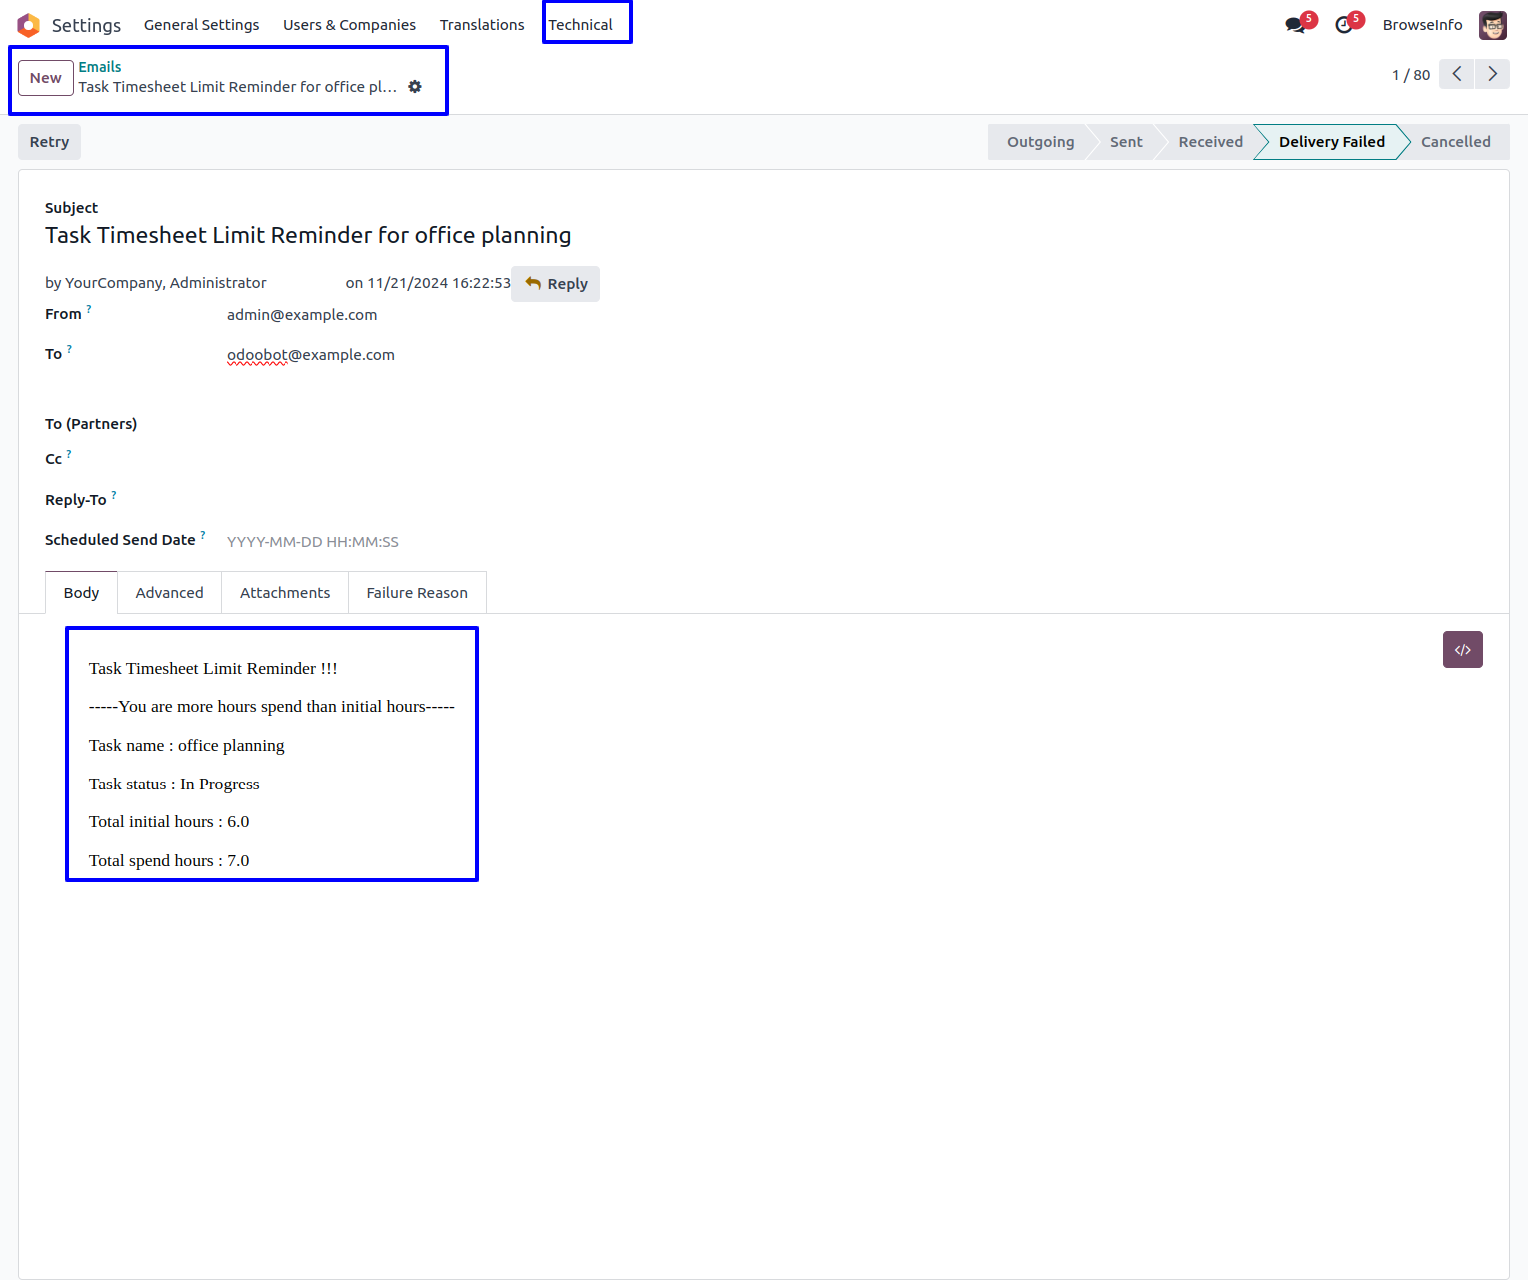 Settings General Settings Users & Companies Translations Technical 5 5 BrowseInfo
New Emails
Task Timesheet Limit Reminder for office pl... 1 / 80
Retry Outgoing Sent Received Delivery Failed Cancelled
Subject
Task Timesheet Limit Reminder for office planning
by YourCompany, Administrator on 11/21/2024 16:22:53 Reply
From ? admin@example.com
To ? odoobot@example.com
To (Partners)
Cc ?
Reply-To ?
Scheduled Send Date ? YYYY-MM-DD HH:MM:SS
Body Advanced Attachments Failure Reason
</>
Task Timesheet Limit Reminder !!!
-----You are more hours spend than initial hours-----
Task name : office planning
Task status : In Progress
Total initial hours : 6.0
Total spend hours : 7.0